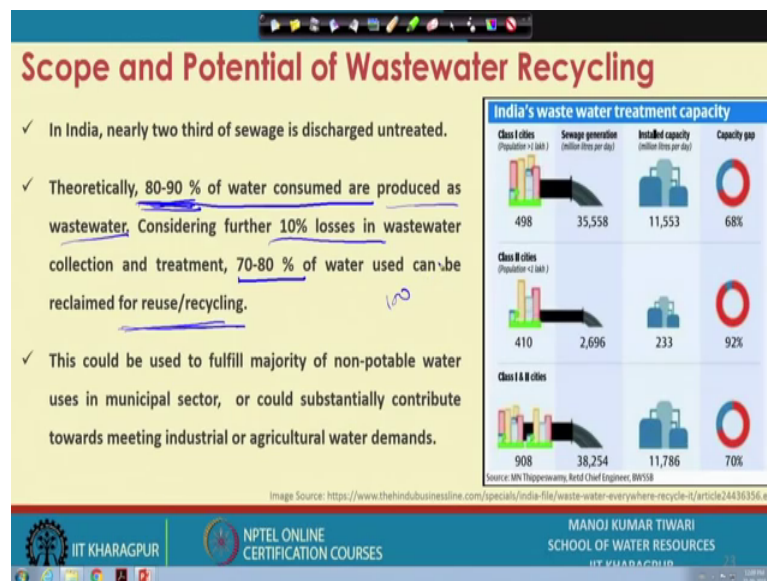 Scope and Potential of Wastewater Recycling
✓ In India, nearly two third of sewage is discharged untreated.
✓ Theoretically, 80-90 % of water consumed are produced as
wastewater. Considering further 10% losses in wastewater
collection and treatment, 70-80 % of water used can be
reclaimed for reuse/recycling.
100
✓ This could be used to fulfill majority of non-potable water
uses in municipal sector, or could substantially contribute
towards meeting industrial or agricultural water demands.
India's waste water treatment capacity
Class I cities Sewage generation Installed capacity Capacity gap
(Population >1 lakh) (million litres per day) (million litres per day)
498 35,558 11,553 68%
Class II cities
(Population <1 lakh)
410 2,696 233 92%
Class I & II cities
908 38,254 11,786 70%
Source: MN Thippeswamy, Retd Chief Engineer, BWSSB
Image Source: https://www.thehindubusinessline.com/specials/india-file/waste-water-everywhere-recycle-it/article24436356.e
IIT KHARAGPUR
NPTEL ONLINE
CERTIFICATION COURSES
MANOJ KUMAR TIWARI
SCHOOL OF WATER RESOURCES
IIT KHARAGPUR
23